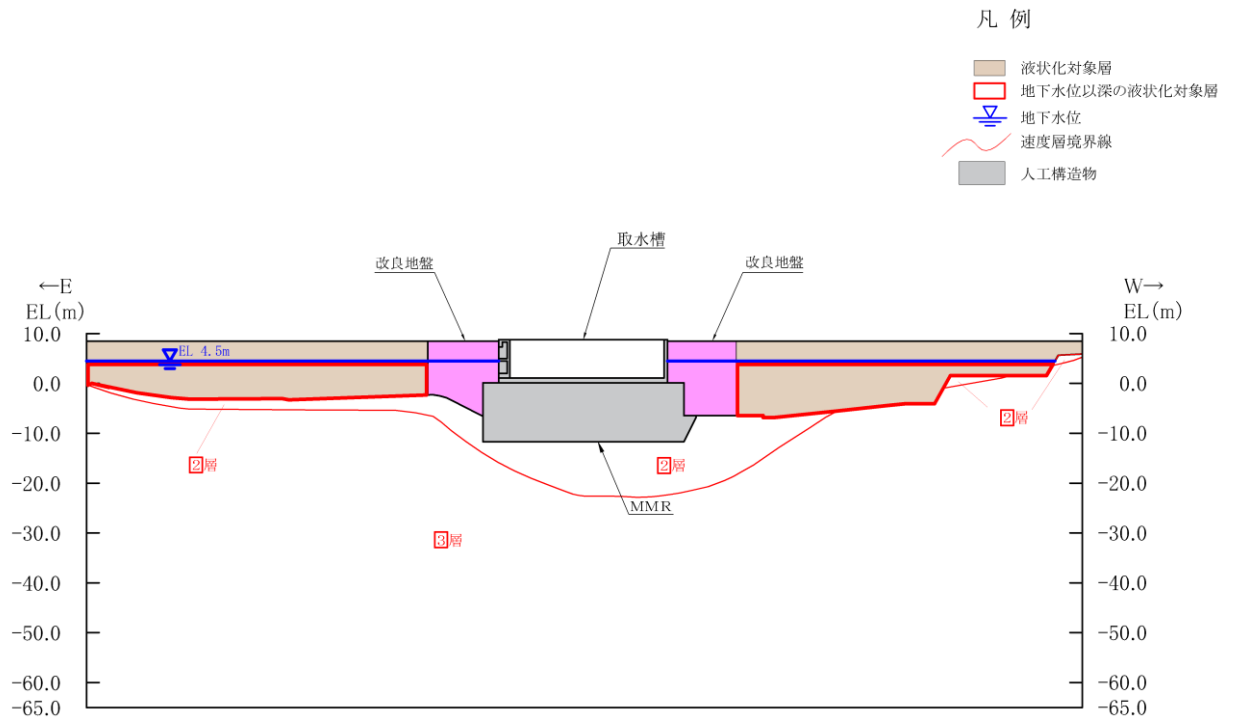 凡 例
液状化対象層
地下水位以深の液状化対象層
地下水位
速度層境界線
人工構造物
取水槽
改良地盤
改良地盤
←E
EL(m)
W→
EL(m)
10.0
0.0
-10.0
-20.0
-30.0
-40.0
-50.0
-60.0
-65.0
EL 4.5m
2層
2層
2層
MMR
3層
10.0
0.0
-10.0
-20.0
-30.0
-40.0
-50.0
-60.0
-65.0